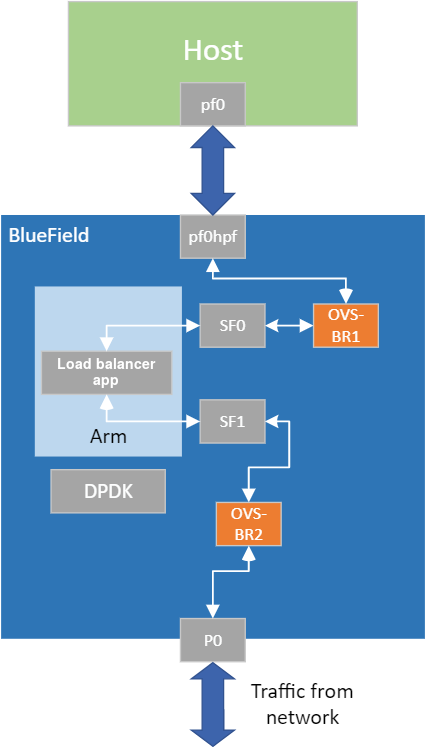 Host
pf0
pf0hpf
BlueField
SF0
OVS-
BR1
Load balancer
app
SF1
Arm
DPDK
OVS-
BR2
P0
Traffic from
network